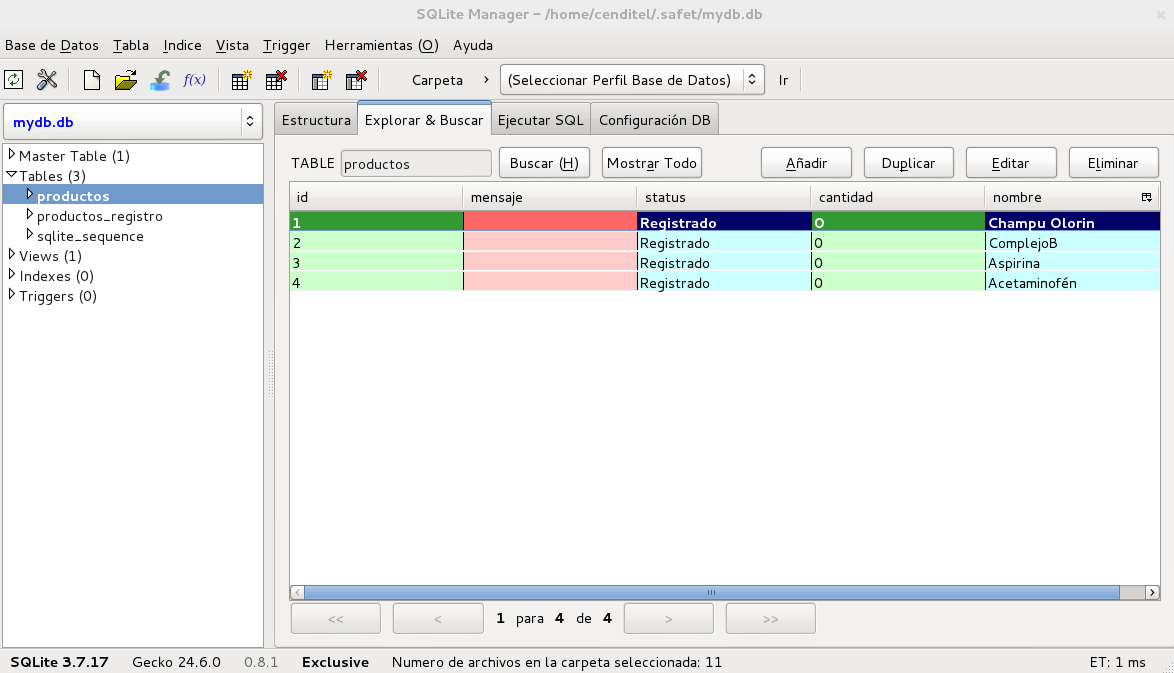 SQLite Manager - /home/cenditel/.safet/mydb.db
Base de Datos Tabla Indice Vista Trigger Herramientas (O) Ayuda
f(x) Carpeta (Seleccionar Perfil Base de Datos) Ir
mydb.db
Master Table (1)
Tables (3)
productos
productos_registro
sqlite_sequence
Views (1)
Indexes (0)
Triggers (0)
Estructura Explorar & Buscar Ejecutar SQL Configuración DB
TABLE productos Buscar (H) Mostrar Todo Añadir Duplicar Editar Eliminar
id mensaje status cantidad nombre
1 Registrado 0 Champu Olorin
2 Registrado 0 ComplejoB
3 Registrado 0 Aspirina
4 Registrado 0 Acetaminofén
<< < 1 para 4 de 4 > >>
SQLite 3.7.17 Gecko 24.6.0 0.8.1 Exclusive Numero de archivos en la carpeta seleccionada: 11 ET: 1 ms